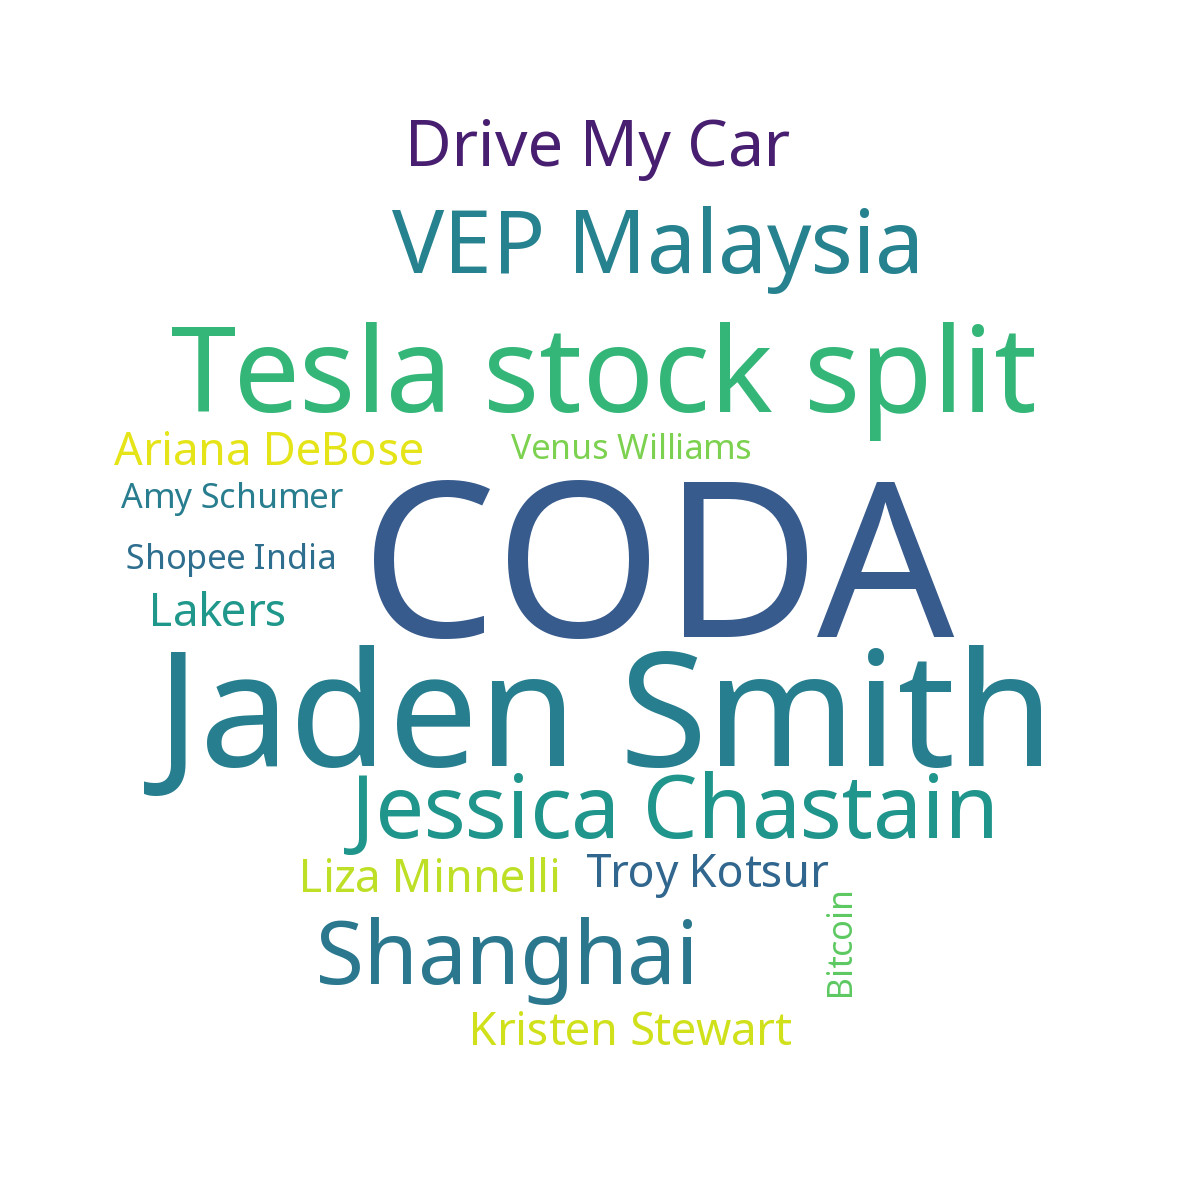 Drive My Car
VEP Malaysia
Tesla stock split
Ariana DeBose
Venus Williams
Amy Schumer
CODA
Shopee India
Lakers
Jaden Smith
Jessica Chastain
Liza Minnelli
Troy Kotsur
Bitcoin
Shanghai
Kristen Stewart